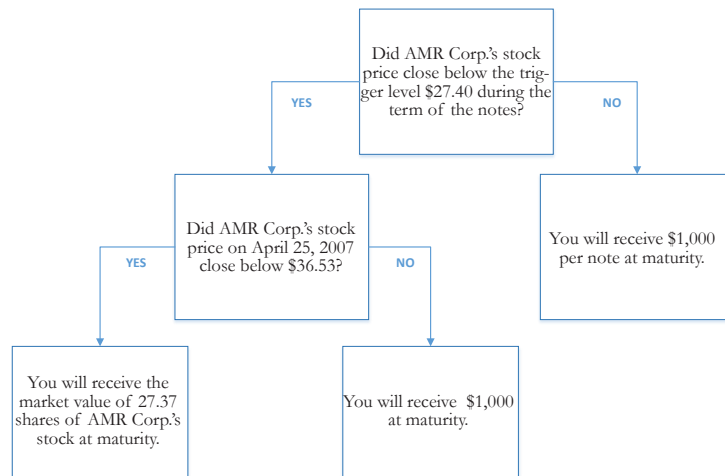 Did AMR Corp.'s stock
price close below the trig-
ger level $27.40 during the
term of the notes?
YES
NO
Did AMR Corp.'s stock
price on April 25, 2007
close below $36.53?
You will receive $1,000
per note at maturity.
YES
NO
You will receive the
market value of 27.37
shares of AMR Corp.'s
stock at maturity.
You will receive $1,000
at maturity.